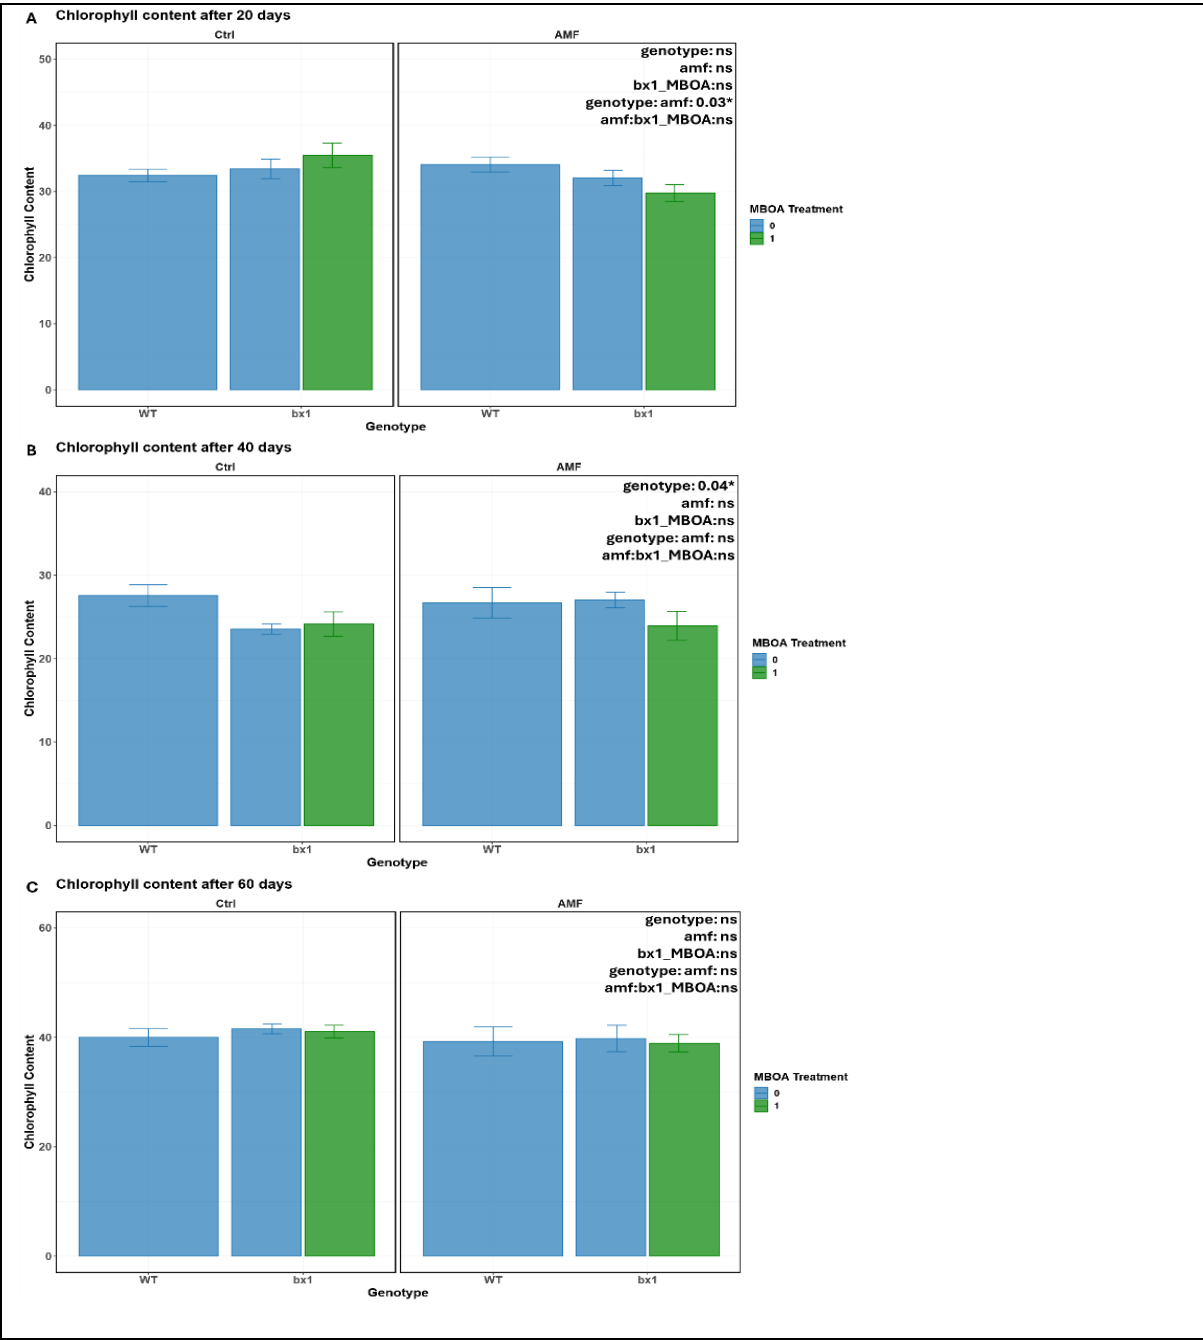 A Chlorophyll content after 20 days
Ctrl
AMF
genotype: ns
amf: ns
bx1_MBOA:ns
genotype: amf: 0.03*
amf:bx1_MBOA:ns
50
40
30
20
10
0
Chlorophyll Content
WT
bx1
WT
bx1
Genotype
MBOA Treatment
0
1
B Chlorophyll content after 40 days
Ctrl
AMF
genotype: 0.04*
amf: ns
bx1_MBOA:ns
genotype: amf: ns
amf:bx1_MBOA:ns
40
30
20
10
0
Chlorophyll Content
WT
bx1
WT
bx1
Genotype
MBOA Treatment
0
1
C Chlorophyll content after 60 days
Ctrl
AMF
genotype: ns
amf: ns
bx1_MBOA:ns
genotype: amf: ns
amf:bx1_MBOA:ns
60
40
20
0
Chlorophyll Content
WT
bx1
WT
bx1
Genotype
MBOA Treatment
0
1